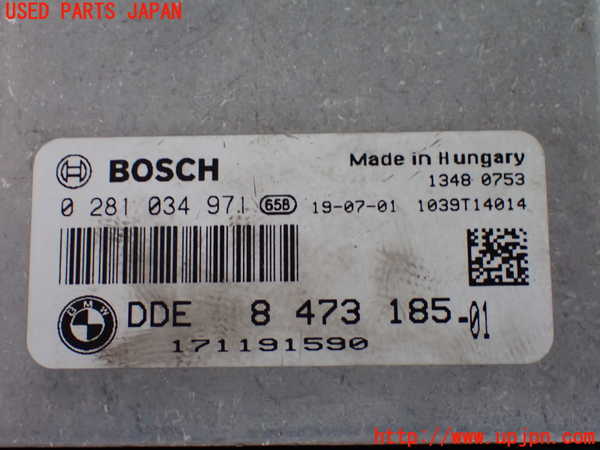 USED PARTS JAPAN
BOSCH
Made in Hungary
1348 0753
0 281 034 971 658 19-07-01 1039T14014
BMW DDE 8 473 185-01
171191590
http://www.upjpn.com/